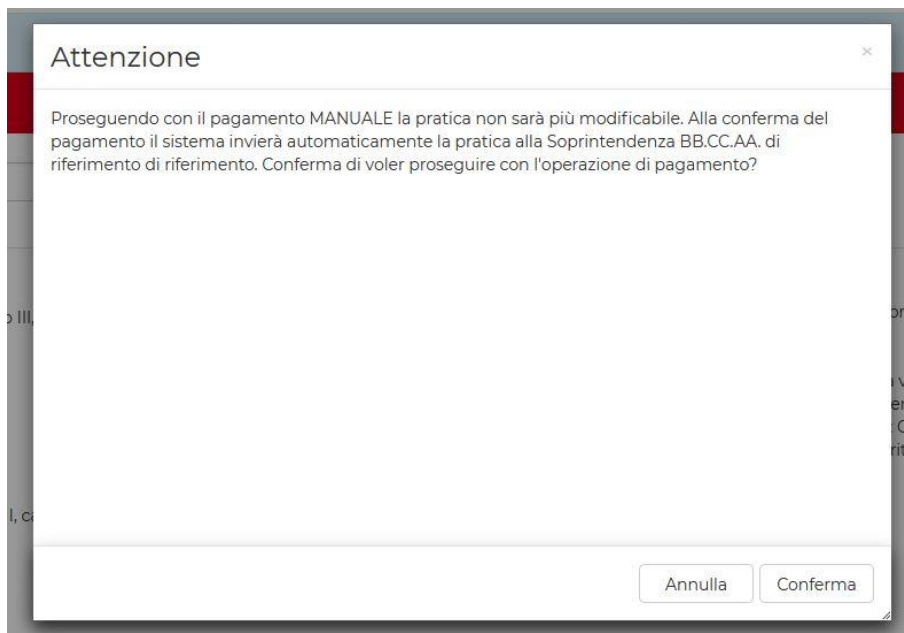 Attenzione
×
Proseguendo con il pagamento MANUALE la pratica non sarà più modificabile. Alla conferma del
pagamento il sistema invierà automaticamente la pratica alla Soprintendenza BB.CC.AA. di
riferimento di riferimento. Conferma di voler proseguire con l'operazione di pagamento?
o III,
I, ca
Annulla
Conferma